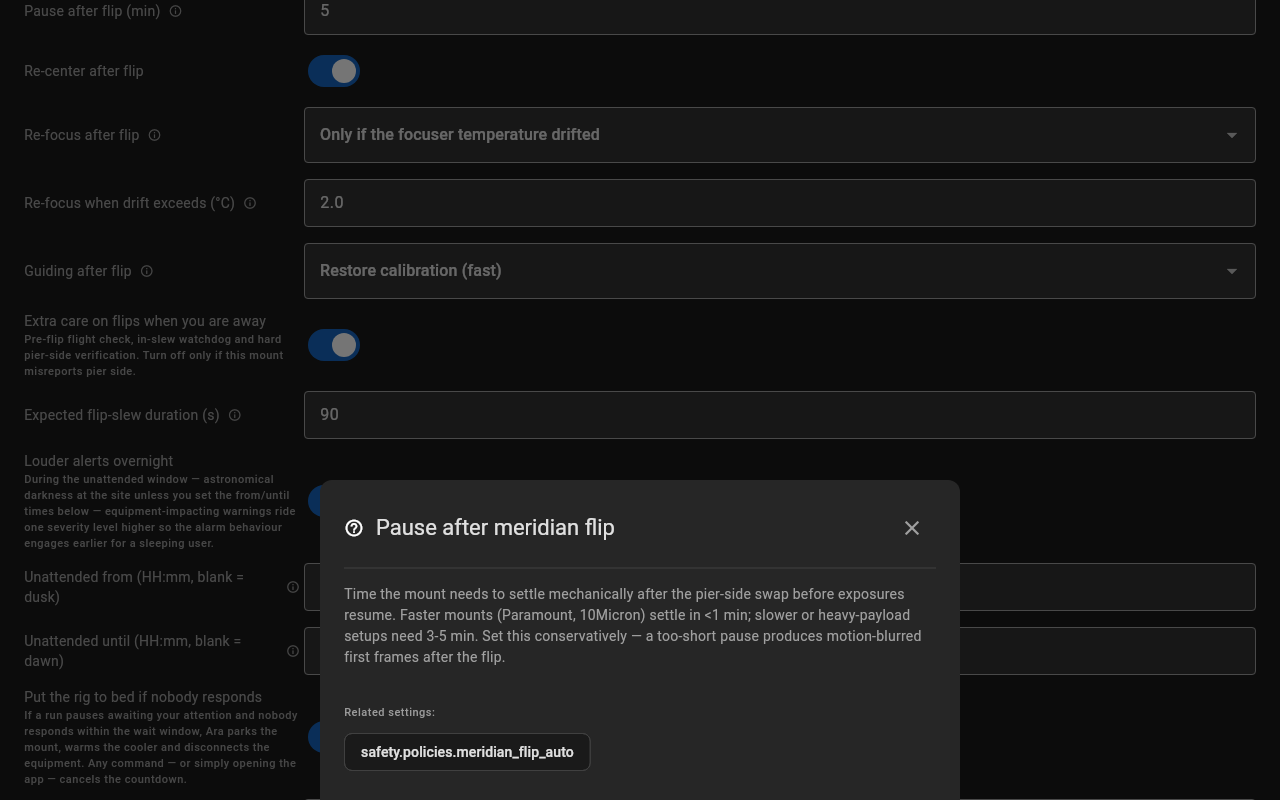 Pause after flip (min)
5
Re-center after flip
Re-focus after flip
Only if the focuser temperature drifted
Re-focus when drift exceeds (°C)
2.0
Guiding after flip
Restore calibration (fast)
Extra care on flips when you are away
Pre-flip flight check, in-slew watchdog and hard
pier-side verification. Turn off only if this mount
misreports pier side.
Expected flip-slew duration (s)
90
Louder alerts overnight
During the unattended window — astronomical
darkness at the site unless you set the from/until
times below — equipment-impacting warnings ride
one severity level higher so the alarm behaviour
engages earlier for a sleeping user.
Unattended from (HH:mm, blank =
dusk)
Unattended until (HH:mm, blank =
dawn)
Put the rig to bed if nobody responds
If a run pauses awaiting your attention and nobody
responds within the wait window, Ara parks the
mount, warms the cooler and disconnects the
equipment. Any command — or simply opening the
app — cancels the countdown.
Pause after meridian flip
Time the mount needs to settle mechanically after the pier-side swap before exposures
resume. Faster mounts (Paramount, 10Micron) settle in <1 min; slower or heavy-payload
setups need 3-5 min. Set this conservatively — a too-short pause produces motion-blurred
first frames after the flip.
Related settings:
safety.policies.meridian_flip_auto